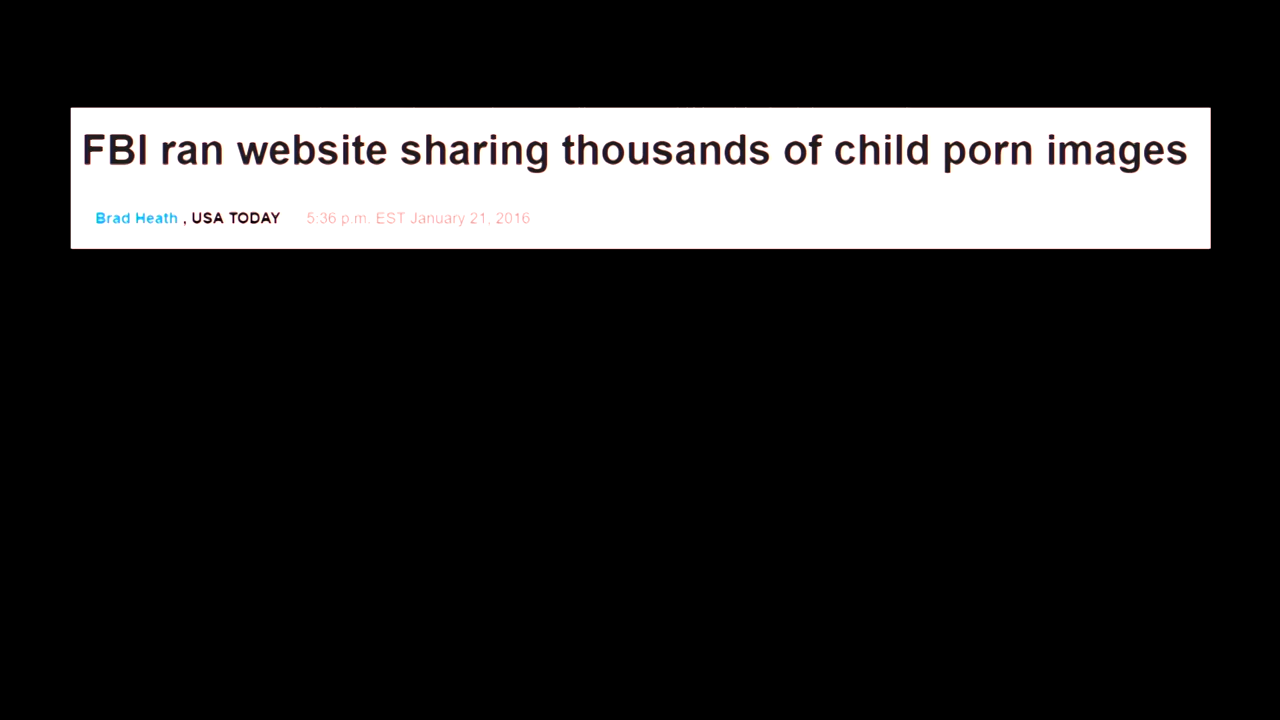 FBI ran website sharing thousands of child porn images
Brad Heath , USA TODAY 5:36 p.m. EST January 21, 2016